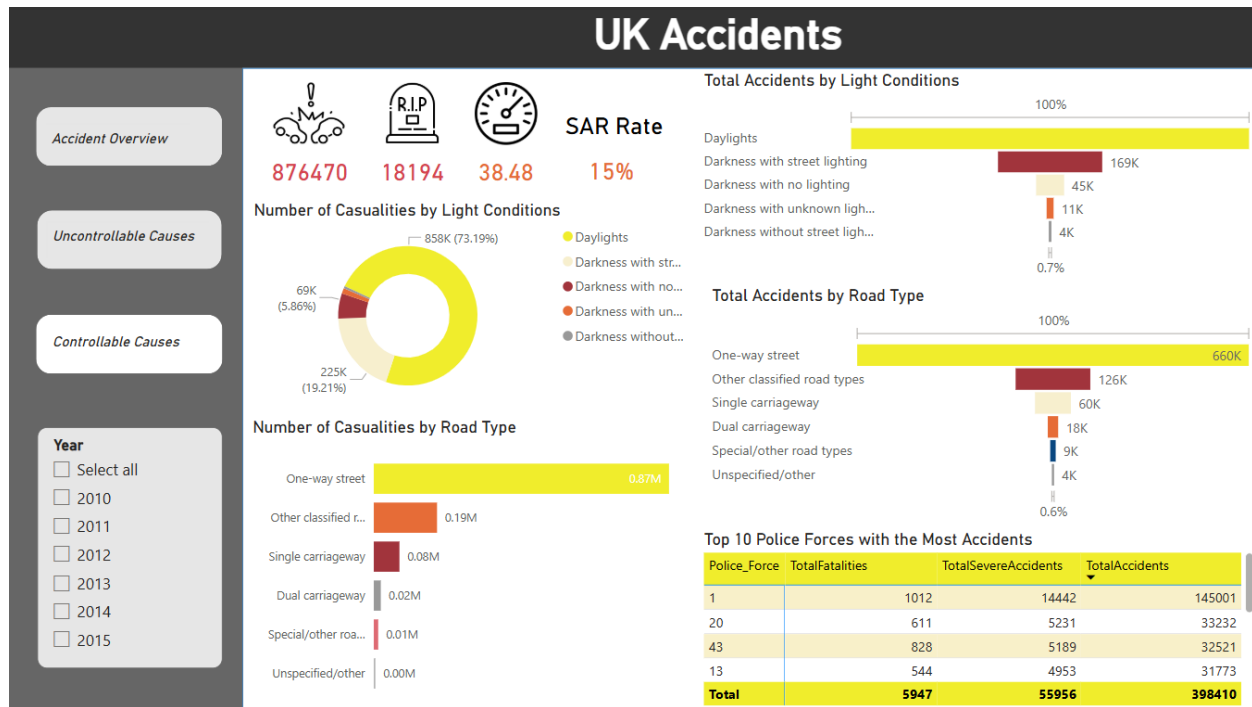 UK Accidents
Accident Overview
Uncontrollable Causes
Controllable Causes
Year
Select all
2010
2011
2012
2013
2014
2015
R.I.P
SAR Rate
876470
18194
38.48
15%
Number of Casualities by Light Conditions
858K (73.19%)
69K
(5.86%)
225K
(19.21%)
Daylights
Darkness with str...
Darkness with no...
Darkness with un...
Darkness without...
Number of Casualities by Road Type
One-way street 0.87M
Other classified r... 0.19M
Single carriageway 0.08M
Dual carriageway 0.02M
Special/other roa... 0.01M
Unspecified/other 0.00M
Total Accidents by Light Conditions
100%
Daylights
Darkness with street lighting 169K
Darkness with no lighting 45K
Darkness with unknown ligh... 11K
Darkness without street ligh... 4K
0.7%
Total Accidents by Road Type
100%
One-way street 660K
Other classified road types 126K
Single carriageway 60K
Dual carriageway 18K
Special/other road types 9K
Unspecified/other 4K
0.6%
Top 10 Police Forces with the Most Accidents
Police_Force TotalFatalities TotalSevereAccidents TotalAccidents
1 1012 14442 145001
20 611 5231 33232
43 828 5189 32521
13 544 4953 31773
Total 5947 55956 398410